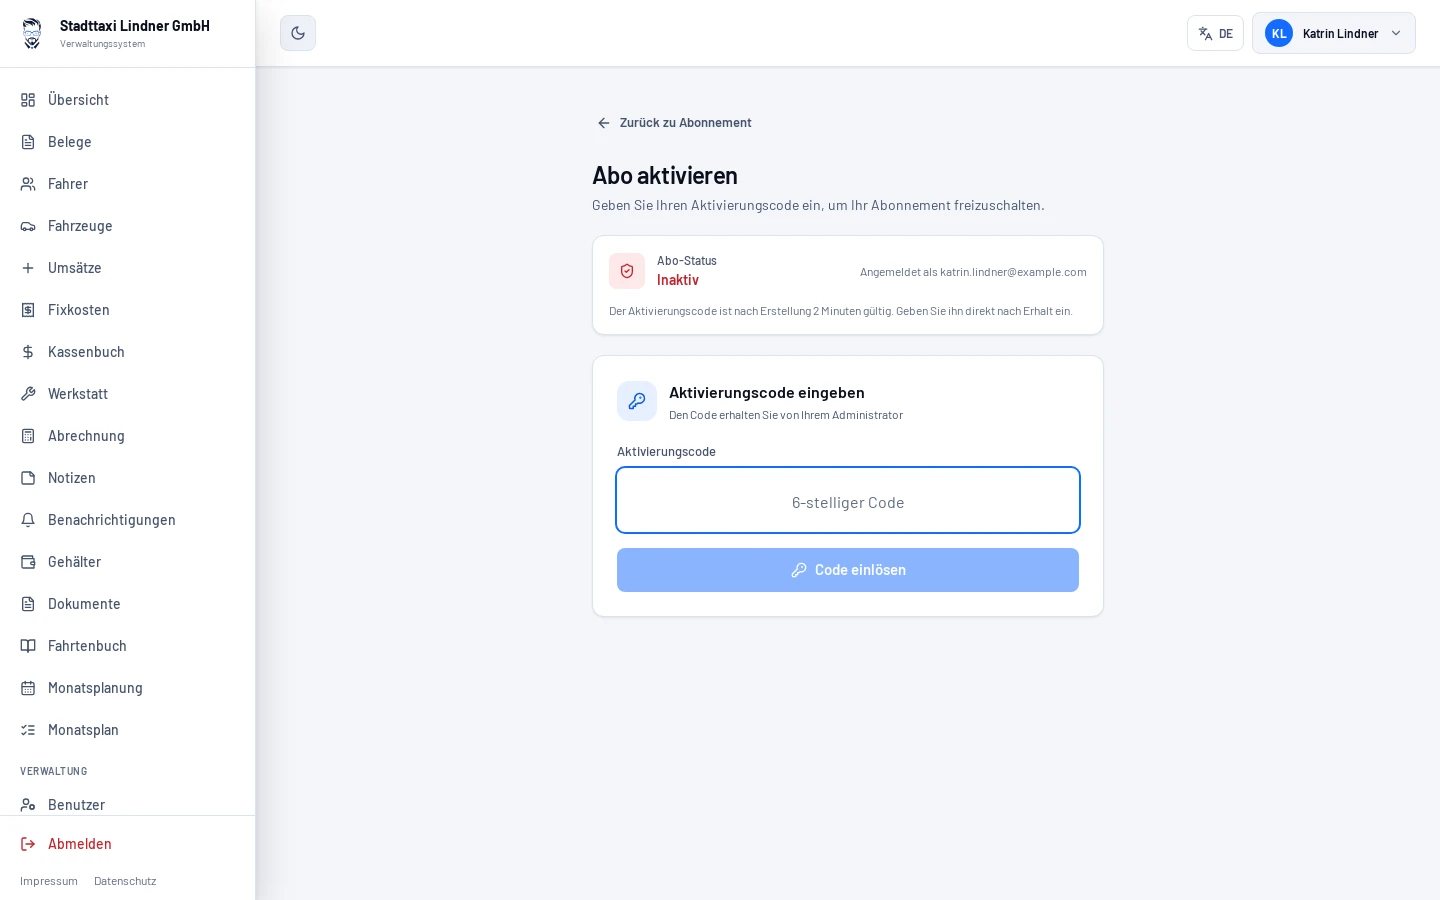 Stadttaxi Lindner GmbH
Verwaltungssystem
Übersicht
Belege
Fahrer
Fahrzeuge
Umsätze
Fixkosten
Kassenbuch
Werkstatt
Abrechnung
Notizen
Benachrichtigungen
Gehälter
Dokumente
Fahrtenbuch
Monatsplanung
Monatsplan
VERWALTUNG
Benutzer
Abmelden
Impressum Datenschutz
DE
KL Katrin Lindner
Zurück zu Abonnement
Abo aktivieren
Geben Sie Ihren Aktivierungscode ein, um Ihr Abonnement freizuschalten.
Abo-Status
Inaktiv
Angemeldet als katrin.lindner@example.com
Der Aktivierungscode ist nach Erstellung 2 Minuten gültig. Geben Sie ihn direkt nach Erhalt ein.
Aktivierungscode eingeben
Den Code erhalten Sie von Ihrem Administrator
Aktivierungscode
6-stelliger Code
Code einlösen